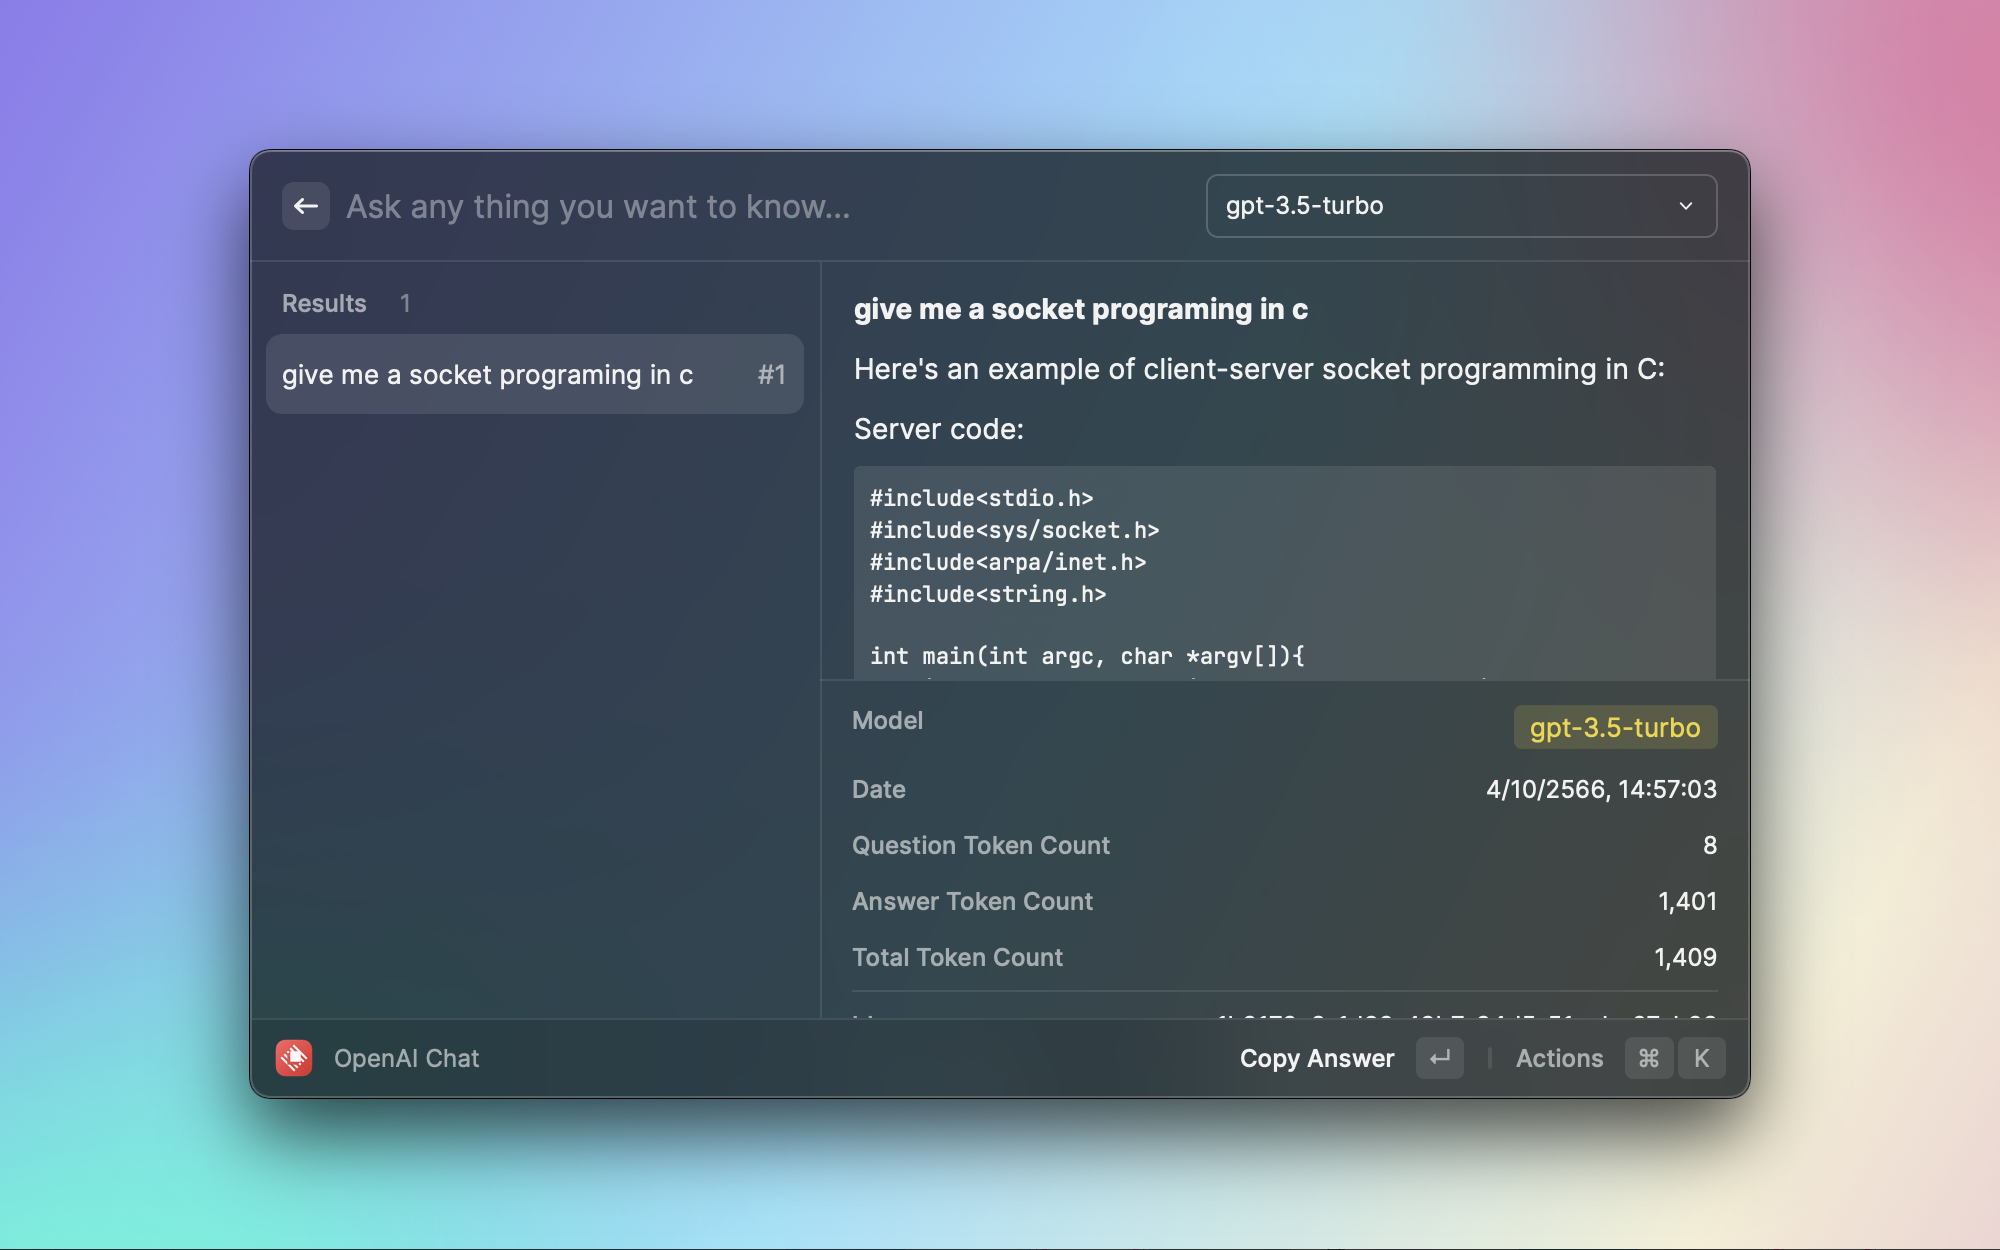 Ask any thing you want to know...
gpt-3.5-turbo
Results 1
give me a socket programing in c #1
give me a socket programing in c
Here's an example of client-server socket programming in C:
Server code:
#include<stdio.h>
#include<sys/socket.h>
#include<arpa/inet.h>
#include<string.h>
int main(int argc, char *argv[]){
Model gpt-3.5-turbo
Date 4/10/2566, 14:57:03
Question Token Count 8
Answer Token Count 1,401
Total Token Count 1,409
OpenAI Chat
Copy Answer ↵ | Actions ⌘ K